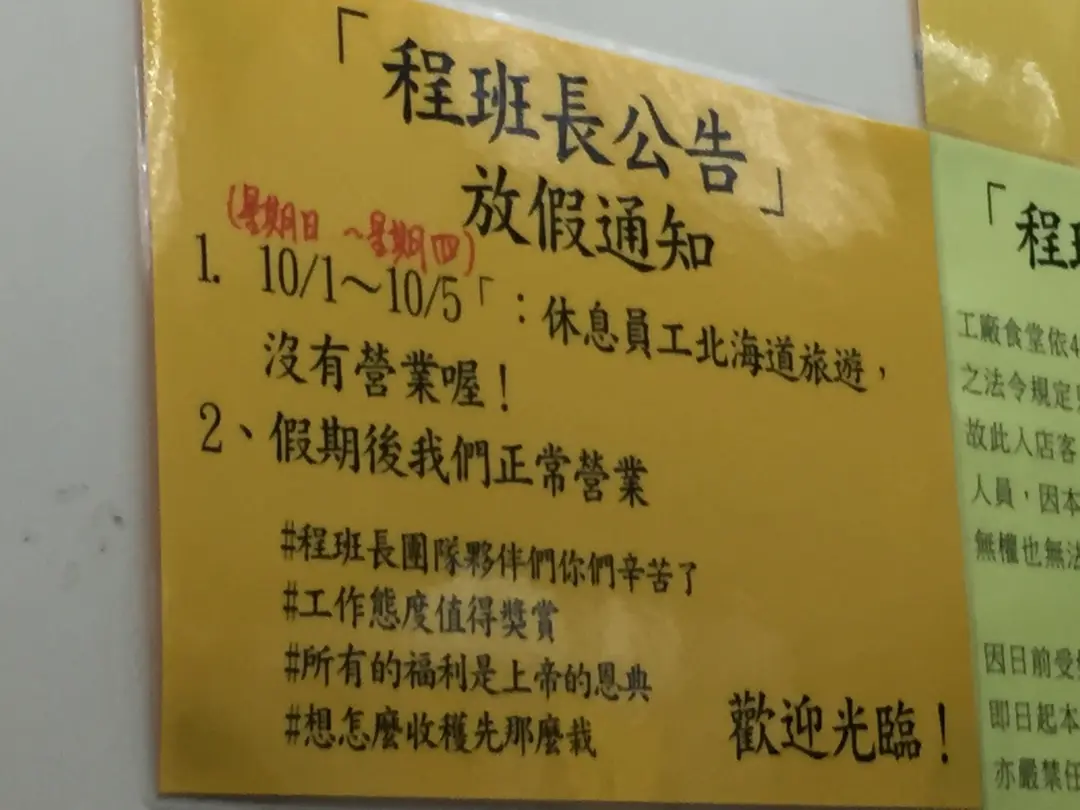 「程班長公告」
放假通知
(星期日 ~星期四)
1. 10/1～10/5「：休息員工北海道旅遊，
沒有營業喔！
2、假期後我們正常營業
#程班長團隊夥伴們你們辛苦了
#工作態度值得獎賞
#所有的福利是上帝的恩典
#想怎麼收穫先那麼栽
歡迎光臨！
「程班
工廠食堂依4
之法令規定
故此入店客
人員，因本
無權也無法
因日前受
即日起本
亦嚴禁任